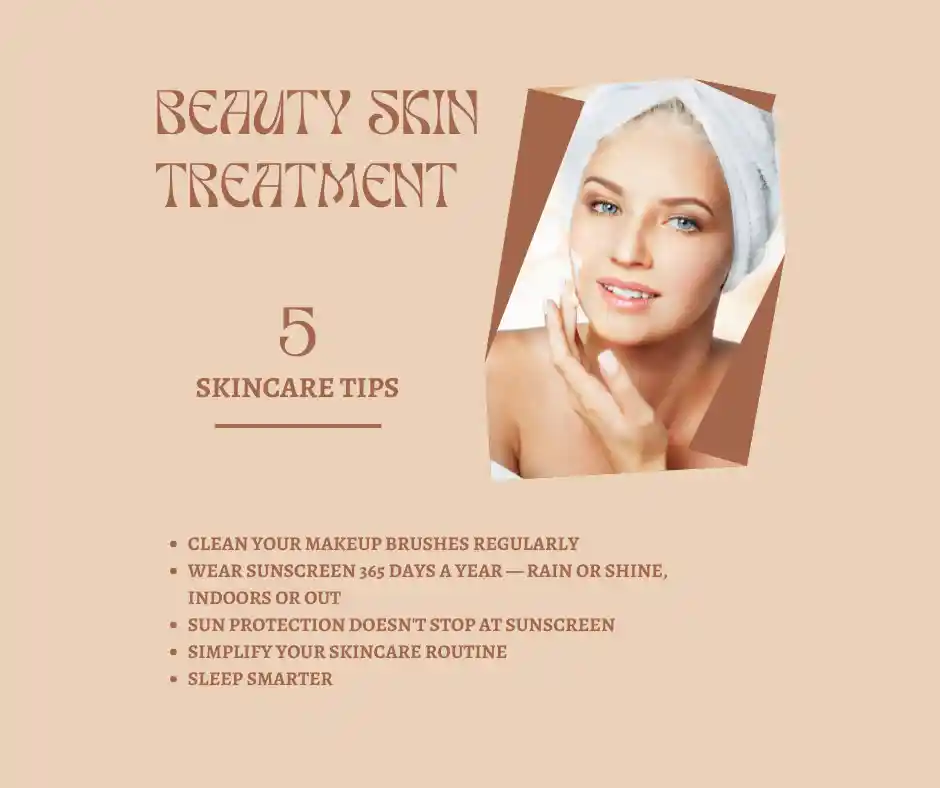 BEAUTY SKIN
TREATMENT
5
SKINCARE TIPS
• CLEAN YOUR MAKEUP BRUSHES REGULARLY
• WEAR SUNSCREEN 365 DAYS A YEAR — RAIN OR SHINE,
INDOORS OR OUT
• SUN PROTECTION DOESN'T STOP AT SUNSCREEN
• SIMPLIFY YOUR SKINCARE ROUTINE
• SLEEP SMARTER